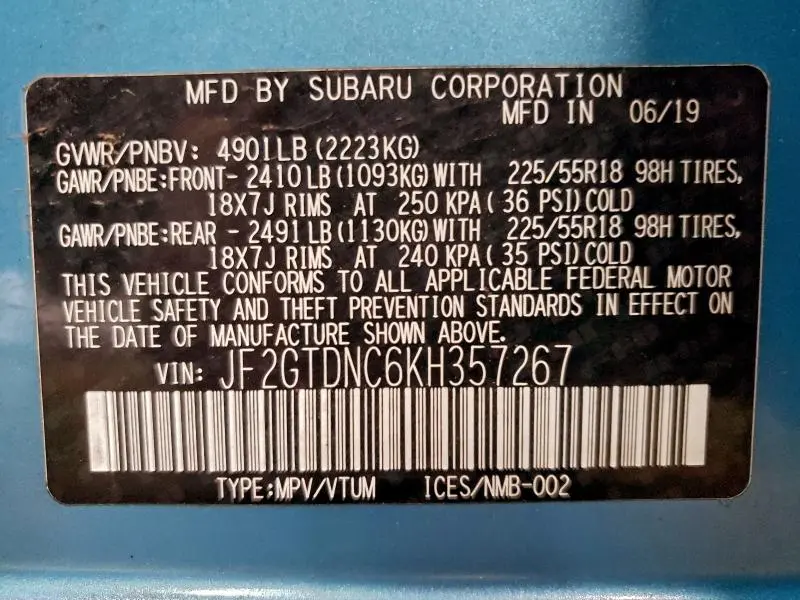 MFD BY SUBARU CORPORATION
MFD IN 06/19
GVWR/PNBV: 4901LB (2223KG)
GAWR/PNBE:FRONT- 2410LB (1093KG) WITH 225/55R18 98H TIRES,
18X7J RIMS AT 250 KPA ( 36 PSI) COLD
GAWR/PNBE:REAR - 2491LB (1130KG) WITH 225/55R18 98H TIRES,
18X7J RIMS AT 240 KPA ( 35 PSI) COLD
THIS VEHICLE CONFORMS TO ALL APPLICABLE FEDERAL MOTOR
VEHICLE SAFETY AND THEFT PREVENTION STANDARDS IN EFFECT ON
THE DATE OF MANUFACTURE SHOWN ABOVE.
VIN: JF2GTDNC6KH357267
TYPE:MPV/VTUM ICES/NMB-002